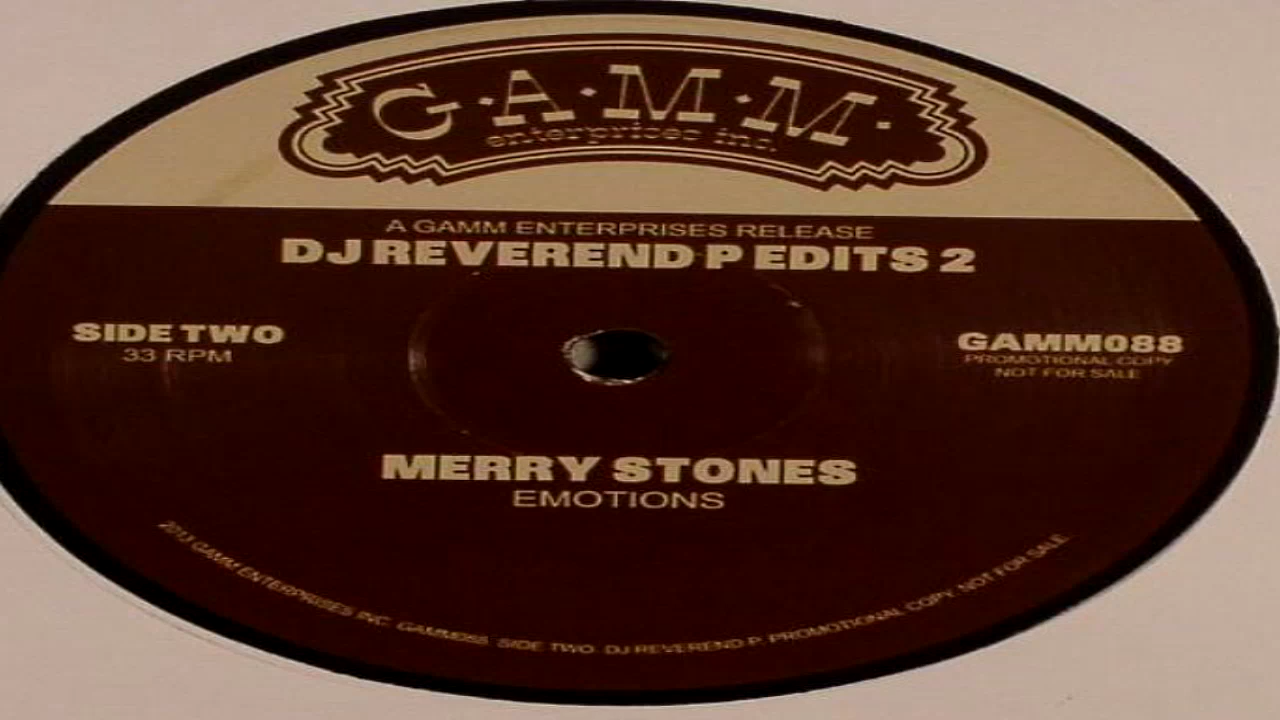 G·A·M·M·
enterprises inc.
A GAMM ENTERPRISES RELEASE
DJ REVEREND P EDITS 2
SIDE TWO
33 RPM
GAMM088
PROMOTIONAL COPY
NOT FOR SALE
MERRY STONES
EMOTIONS
2013 GAMM ENTERPRISES INC. GAMM088. SIDE TWO. DJ REVEREND P. PROMOTIONAL COPY. NOT FOR SALE